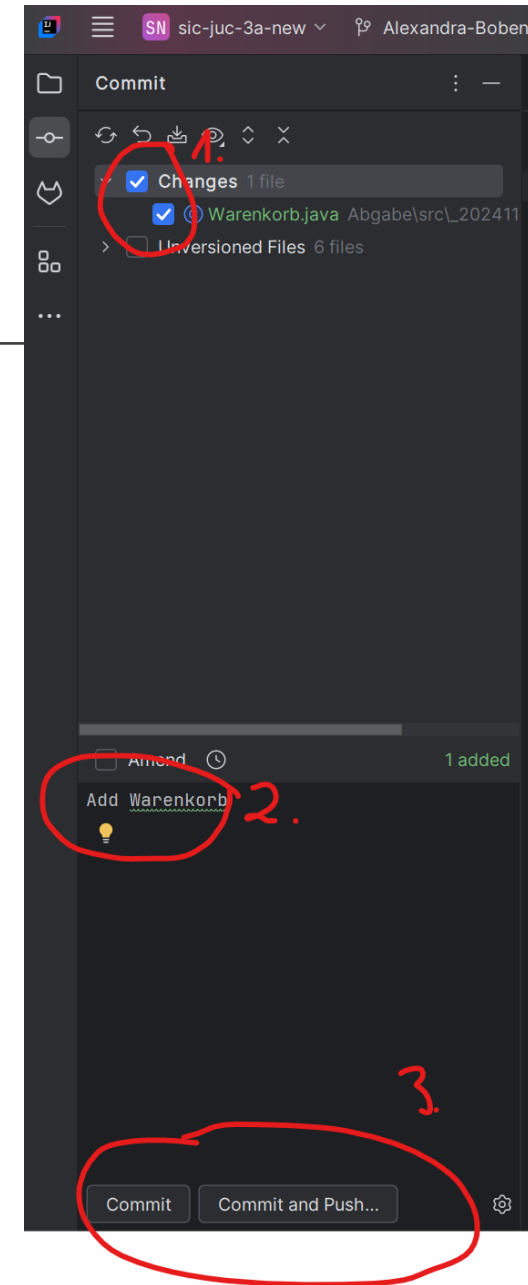 SN sic-juc-3a-new Alexandra-Boben
Commit
1.
Changes 1 file
Warenkorb.java Abgabe\src\_202411
Unversioned Files 6 files
Amend 1 added
Add Warenkorb 2.
3.
Commit Commit and Push...